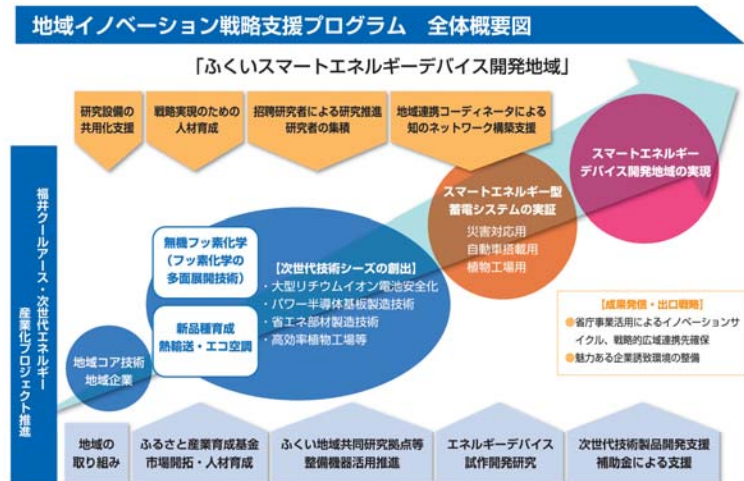 地域イノベーション戦略支援プログラム　全体概要図
「ふくいスマートエネルギーデバイス開発地域」
研究設備の
共用化支援
戦略実現のための
人材育成
招聘研究者による研究推進
研究者の集積
地域連携コーディネータによる
知のネットワーク構築支援
スマートエネルギー
デバイス開発地域の実現
スマートエネルギー型
蓄電システムの実証
災害対応用
自動車搭載用
植物工場用
福井クールアース・次世代エネルギー
産業化プロジェクト推進
無機フッ素化学
(フッ素化学の
多面展開技術)
新品種育成
熱輸送・エコ空調
【次世代技術シーズの創出】
・大型リチウムイオン電池安全化
・パワー半導体基板製造技術
・省エネ部材製造技術
・高効率植物工場等
地域コア技術
地域企業
【成果発信・出口戦略】
●省庁事業活用によるイノベーションサ
イクル、戦略的広域連携先確保
●魅力ある企業誘致環境の整備
地域の
取り組み
ふるさと産業育成基金
市場開拓・人材育成
ふくい地域共同研究拠点等
整備機器活用推進
エネルギーデバイス
試作開発研究
次世代技術製品開発支援
補助金による支援